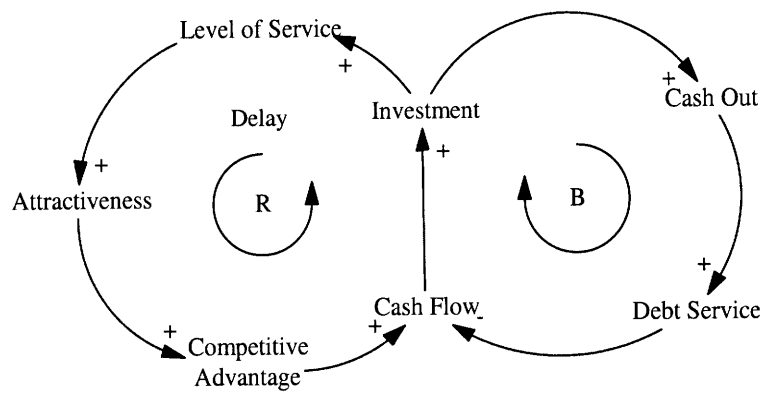 Level of Service
+
+
Cash Out
Investment
Delay
+
+
Attractiveness
R
B
+
Cash Flow
-
Debt Service
+
+
Competitive
Advantage